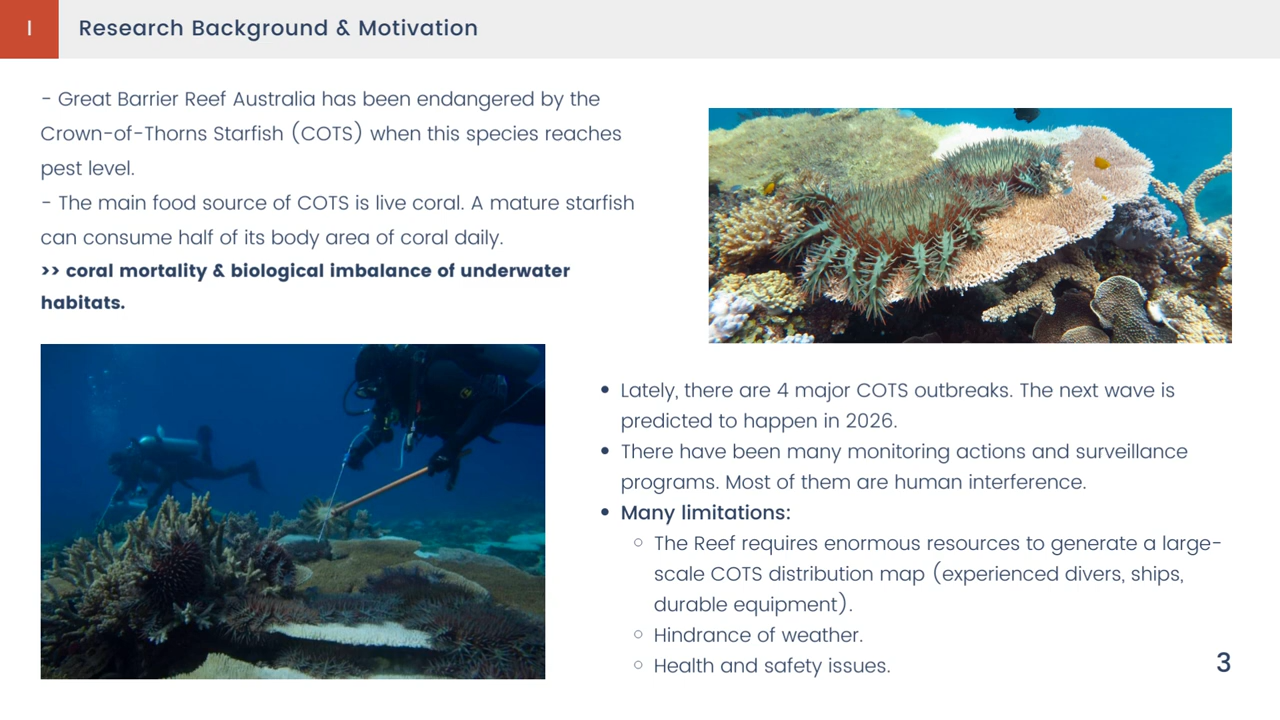 I
Research Background & Motivation
- Great Barrier Reef Australia has been endangered by the
Crown-of-Thorns Starfish (COTS) when this species reaches
pest level.
- The main food source of COTS is live coral. A mature starfish
can consume half of its body area of coral daily.
>> coral mortality & biological imbalance of underwater
habitats.
• Lately, there are 4 major COTS outbreaks. The next wave is
predicted to happen in 2026.
• There have been many monitoring actions and surveillance
programs. Most of them are human interference.
• Many limitations:
○ The Reef requires enormous resources to generate a large-
scale COTS distribution map (experienced divers, ships,
durable equipment).
○ Hindrance of weather.
○ Health and safety issues.
3